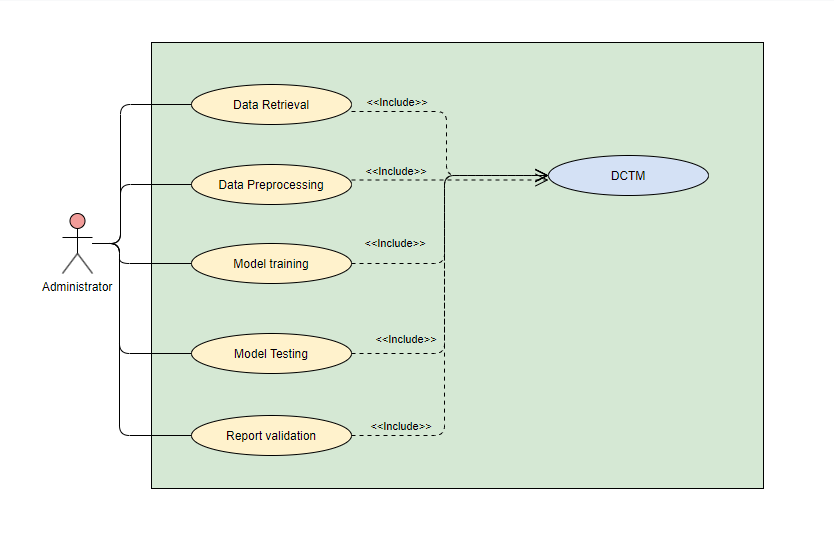 Data Retrieval
<<Include>>
Data Preprocessing
<<Include>>
DCTM
Model training
<<Include>>
Administrator
Model Testing
<<Include>>
Report validation
<<Include>>